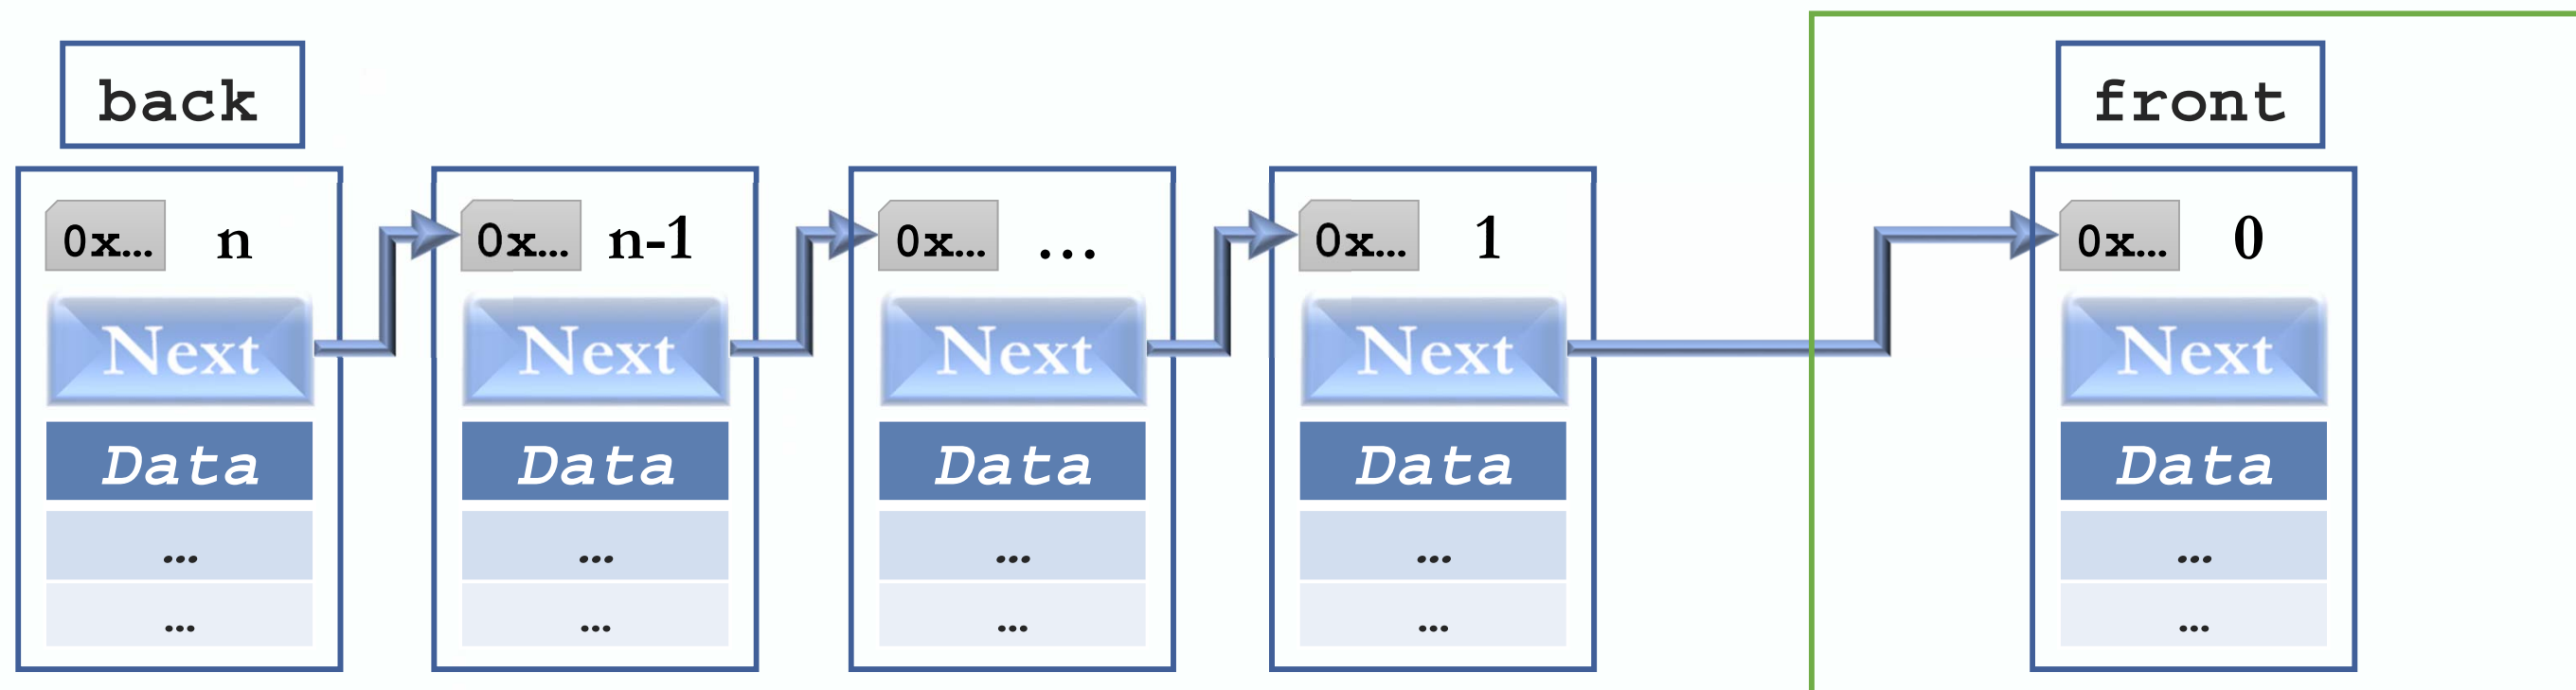 back front
0x... n 0x... n-1 0x... ... 0x... 1 0x... 0
Next Next Next Next Next
Data Data Data Data Data
... ... ... ... ...
... ... ... ... ...